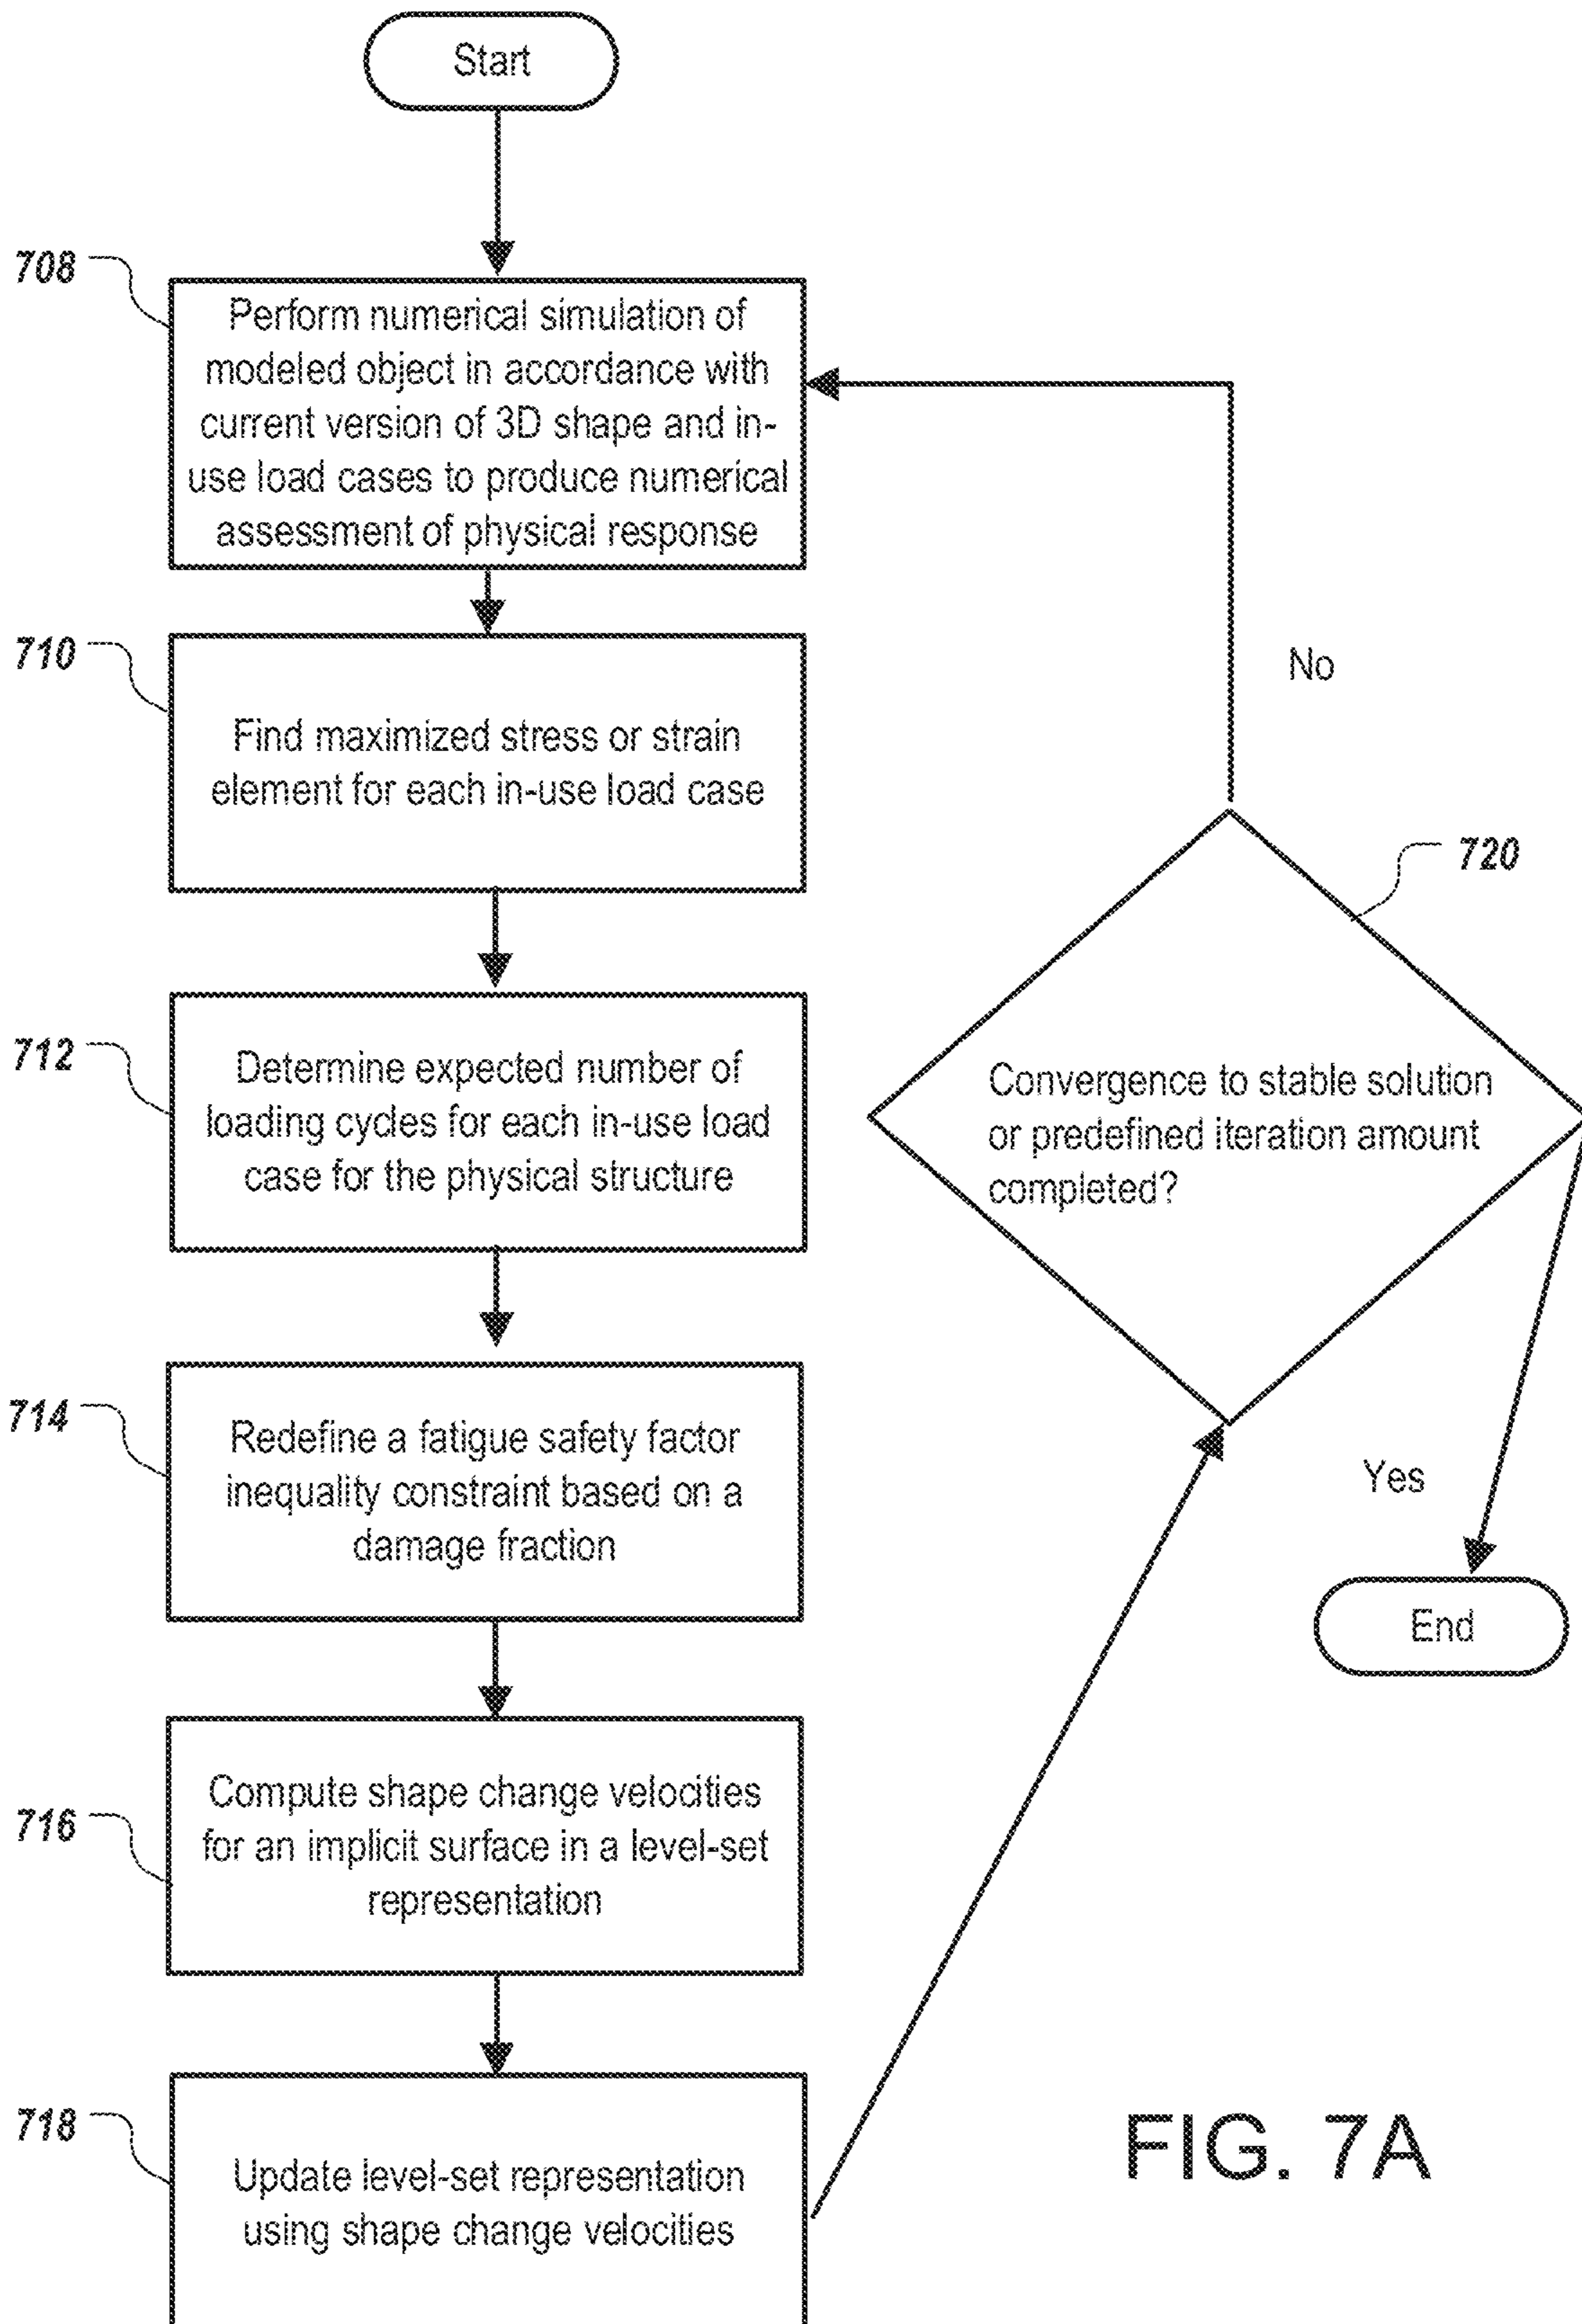 Start
708
Perform numerical simulation of
modeled object in accordance with
current version of 3D shape and in-
use load cases to produce numerical
assessment of physical response
710
Find maximized stress or strain
element for each in-use load case
No
720
Convergence to stable solution
or predefined iteration amount
completed?
712
Determine expected number of
loading cycles for each in-use load
case for the physical structure
714
Redefine a fatigue safety factor
inequality constraint based on a
damage fraction
Yes
End
716
Compute shape change velocities
for an implicit surface in a level-set
representation
718
Update level-set representation
using shape change velocities
FIG. 7A